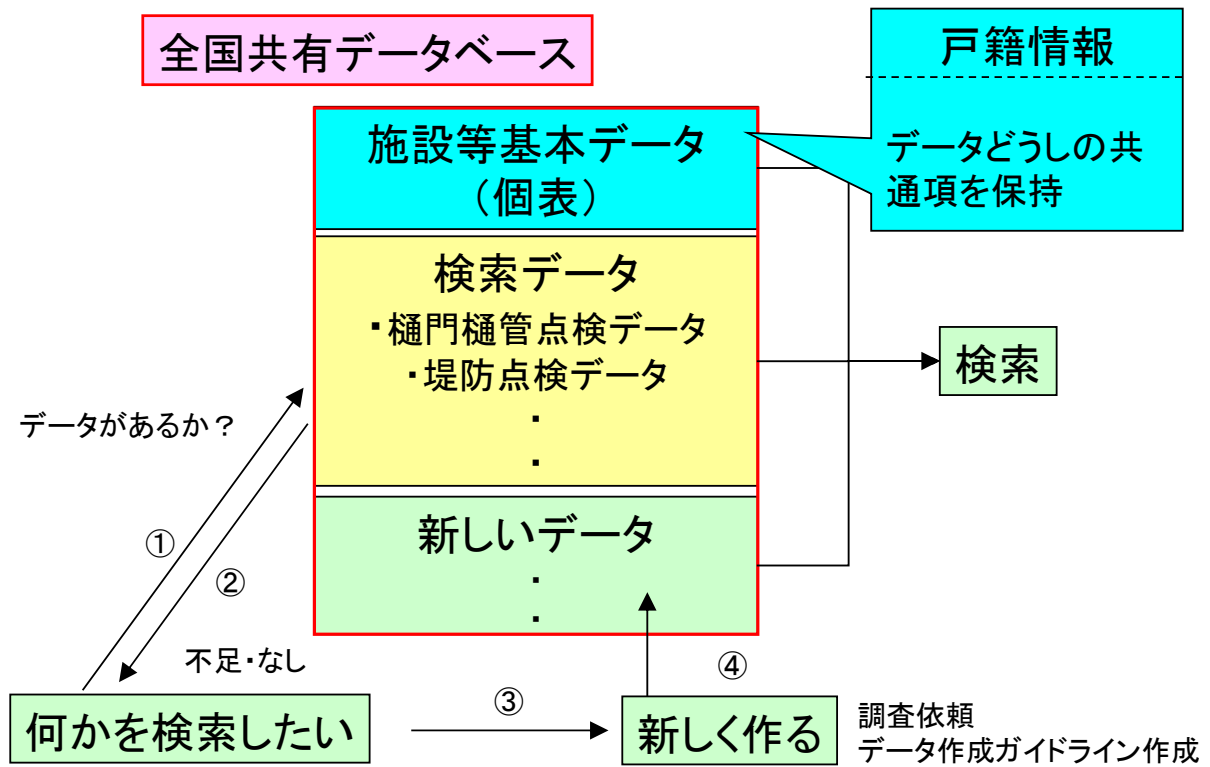 全国共有データベース
戸籍情報
データどうしの共
通項を保持
施設等基本データ
（個表）
検索データ
・樋門樋管点検データ
・堤防点検データ
・
・
検索
データがあるか？
①
②
不足・なし
新しいデータ
・
・
何かを検索したい
③
新しく作る
④
調査依頼
データ作成ガイドライン作成